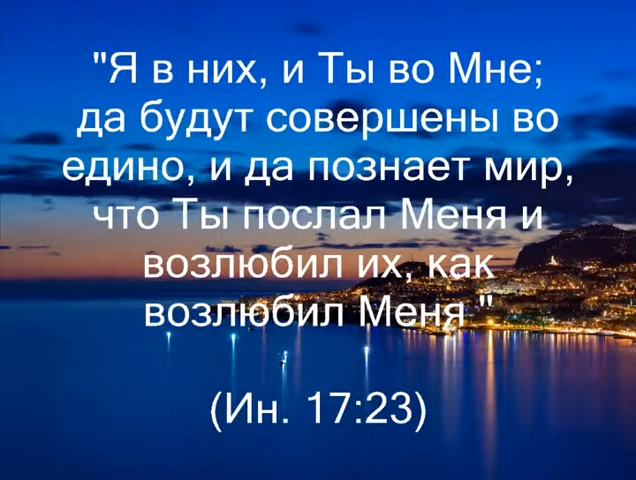 "Я в них, и Ты во Мне;
да будут совершены во
едино, и да познает мир,
что Ты послал Меня и
возлюбил их, как
возлюбил Меня "
(Ин. 17:23)